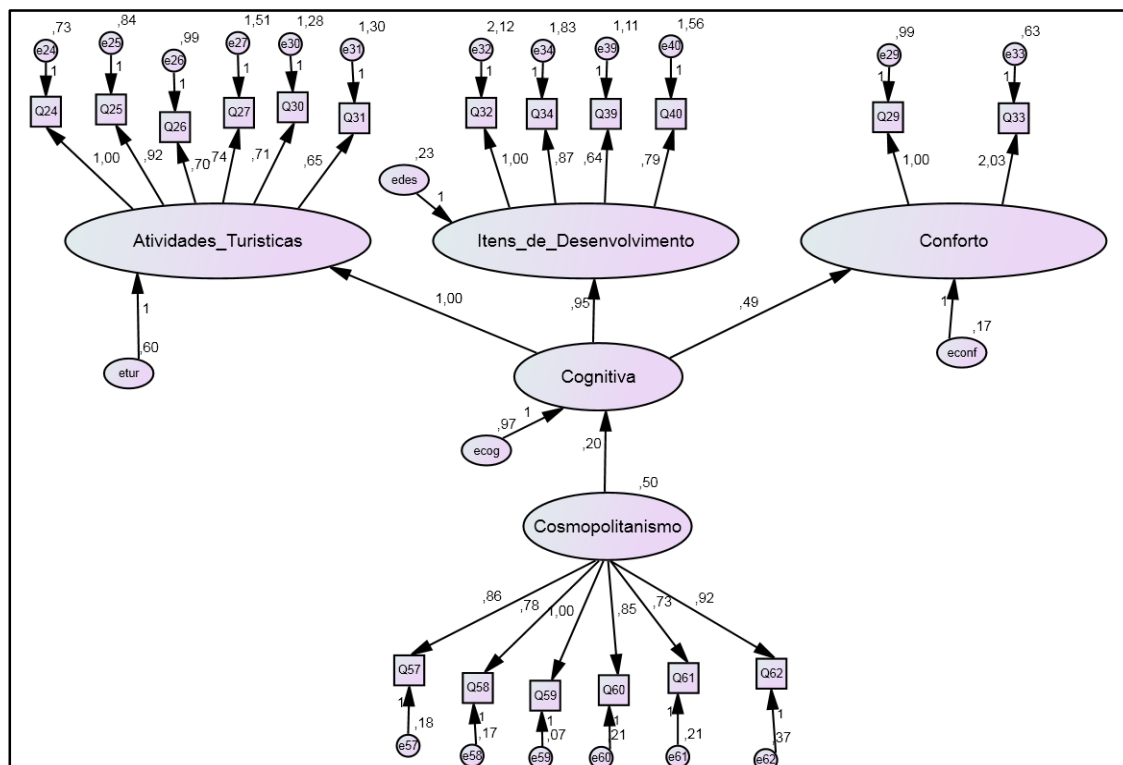 ,73 ,84 ,99 1,51 1,28 1,30 2,12 1,83 1,11 1,56 ,99 ,63
e24 e25 e26 e27 e30 e31 e32 e34 e39 e40 e29 e33
1 1 1 1 1 1 1 1 1 1 1 1
Q24 Q25 Q26 Q27 Q30 Q31 Q32 Q34 Q39 Q40 Q29 Q33
1,00 ,92 ,70 ,74 ,71 ,65 1,00 ,87 ,64 ,79 1,00 2,03
,23
edes
1
Atividades_Turisticas Itens_de_Desenvolvimento Conforto
1,00 ,95 ,49
1 1
,60 ,17
etur econf
Cognitiva
,97 1
ecog
,20
,50
Cosmopolitanismo
,86 ,78 1,00 ,85 ,73 ,92
Q57 Q58 Q59 Q60 Q61 Q62
1 1 1 1 1 1
,18 ,17 ,07 ,21 ,21 ,37
e57 e58 e59 e60 e61 e62